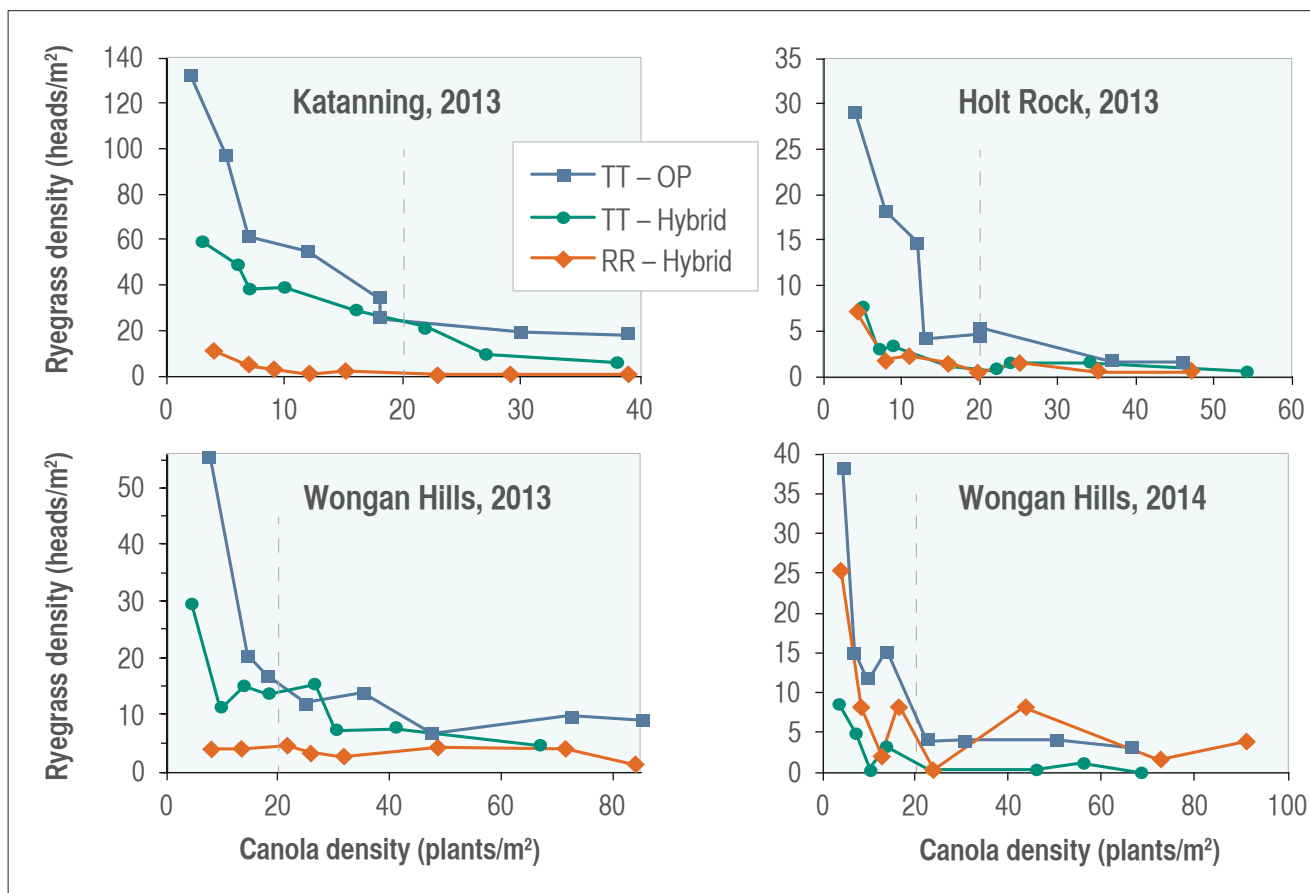 Ryegrass density (heads/m²)
140
120
100
80
60
40
20
0
Katanning, 2013
0 10 20 30 40
TT – OP
TT – Hybrid
RR – Hybrid
35
30
25
20
15
10
5
0
Holt Rock, 2013
0 10 20 30 40 50 60
Ryegrass density (heads/m²)
50
40
30
20
10
0
Wongan Hills, 2013
0 20 40 60 80
Canola density (plants/m²)
40
35
30
25
20
15
10
5
0
Wongan Hills, 2014
0 20 40 60 80 100
Canola density (plants/m²)